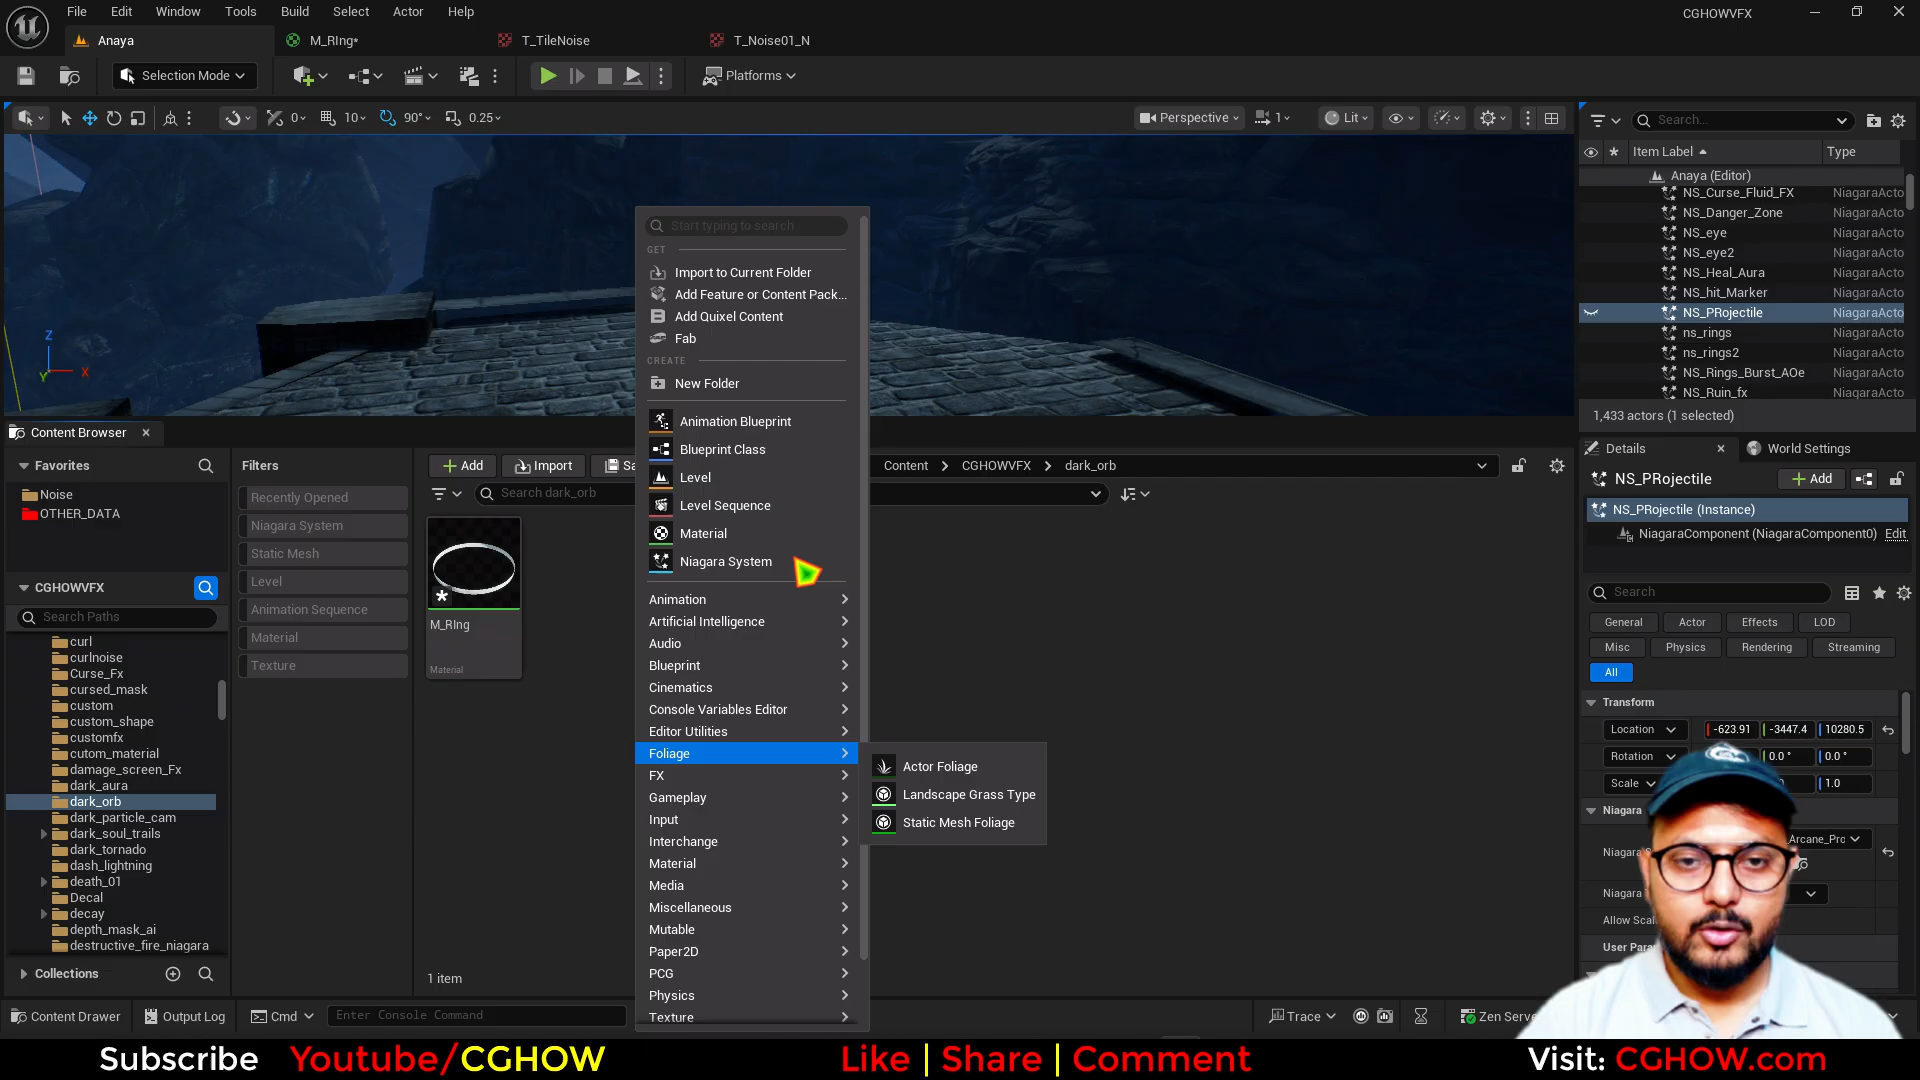 File Edit Window Tools Build Select Actor Help
CGHOWVFX
Anaya
M_RIng*
T_TileNoise
T_Noise01_N
Selection Mode
Platforms
0
10
90°
0.25
Perspective
1
Lit
Search...
Item Label
Type
Anaya (Editor)
NS_Curse_Fluid_FX NiagaraActo
NS_Danger_Zone NiagaraActo
NS_eye NiagaraActo
NS_eye2 NiagaraActo
NS_Heal_Aura NiagaraActo
NS_hit_Marker NiagaraActo
NS_PRojectile NiagaraActo
ns_rings NiagaraActo
ns_rings2 NiagaraActo
NS_Rings_Burst_AOe NiagaraActo
NS_Ruin_fx NiagaraActo
1,433 actors (1 selected)
Z
Y
X
Start typing to search
GET
Import to Current Folder
Add Feature or Content Pack...
Add Quixel Content
Fab
CREATE
New Folder
Animation Blueprint
Blueprint Class
Level
Level Sequence
Material
Niagara System
Animation
Artificial Intelligence
Audio
Blueprint
Cinematics
Console Variables Editor
Editor Utilities
Foliage
FX
Gameplay
Input
Interchange
Material
Media
Miscellaneous
Mutable
Paper2D
PCG
Physics
Texture
Actor Foliage
Landscape Grass Type
Static Mesh Foliage
Content Browser
Favorites
Noise
OTHER_DATA
CGHOWVFX
Search Paths
curl
curlnoise
Curse_Fx
cursed_mask
custom
custom_shape
customfx
cutom_material
damage_screen_Fx
dark_aura
dark_orb
dark_particle_cam
dark_soul_trails
dark_tornado
dash_lightning
death_01
Decal
decay
depth_mask_ai
destructive_fire_niagara
Collections
Filters
Recently Opened
Niagara System
Static Mesh
Level
Animation Sequence
Material
Texture
Add
Import
Sa
Content
CGHOWVFX
dark_orb
Search dark_orb
M_RIng
Material
1 item
Details
World Settings
NS_PRojectile
Add
NS_PRojectile (Instance)
NiagaraComponent (NiagaraComponent0) Edit
Search
General Actor Effects LOD
Misc Physics Rendering Streaming
All
Transform
Location -623.91 -3447.4 10280.5
Rotation 0.0 ° 0.0 °
Scale 1.0
Niagara
Niagara S
Arcane_Pro
Niagara T
Allow Scal
User Para
Content Drawer
Output Log
Cmd
Enter Console Command
Trace
Zen Serve
Subscribe Youtube/CGHOW
Like | Share | Comment
Visit: CGHOW.com